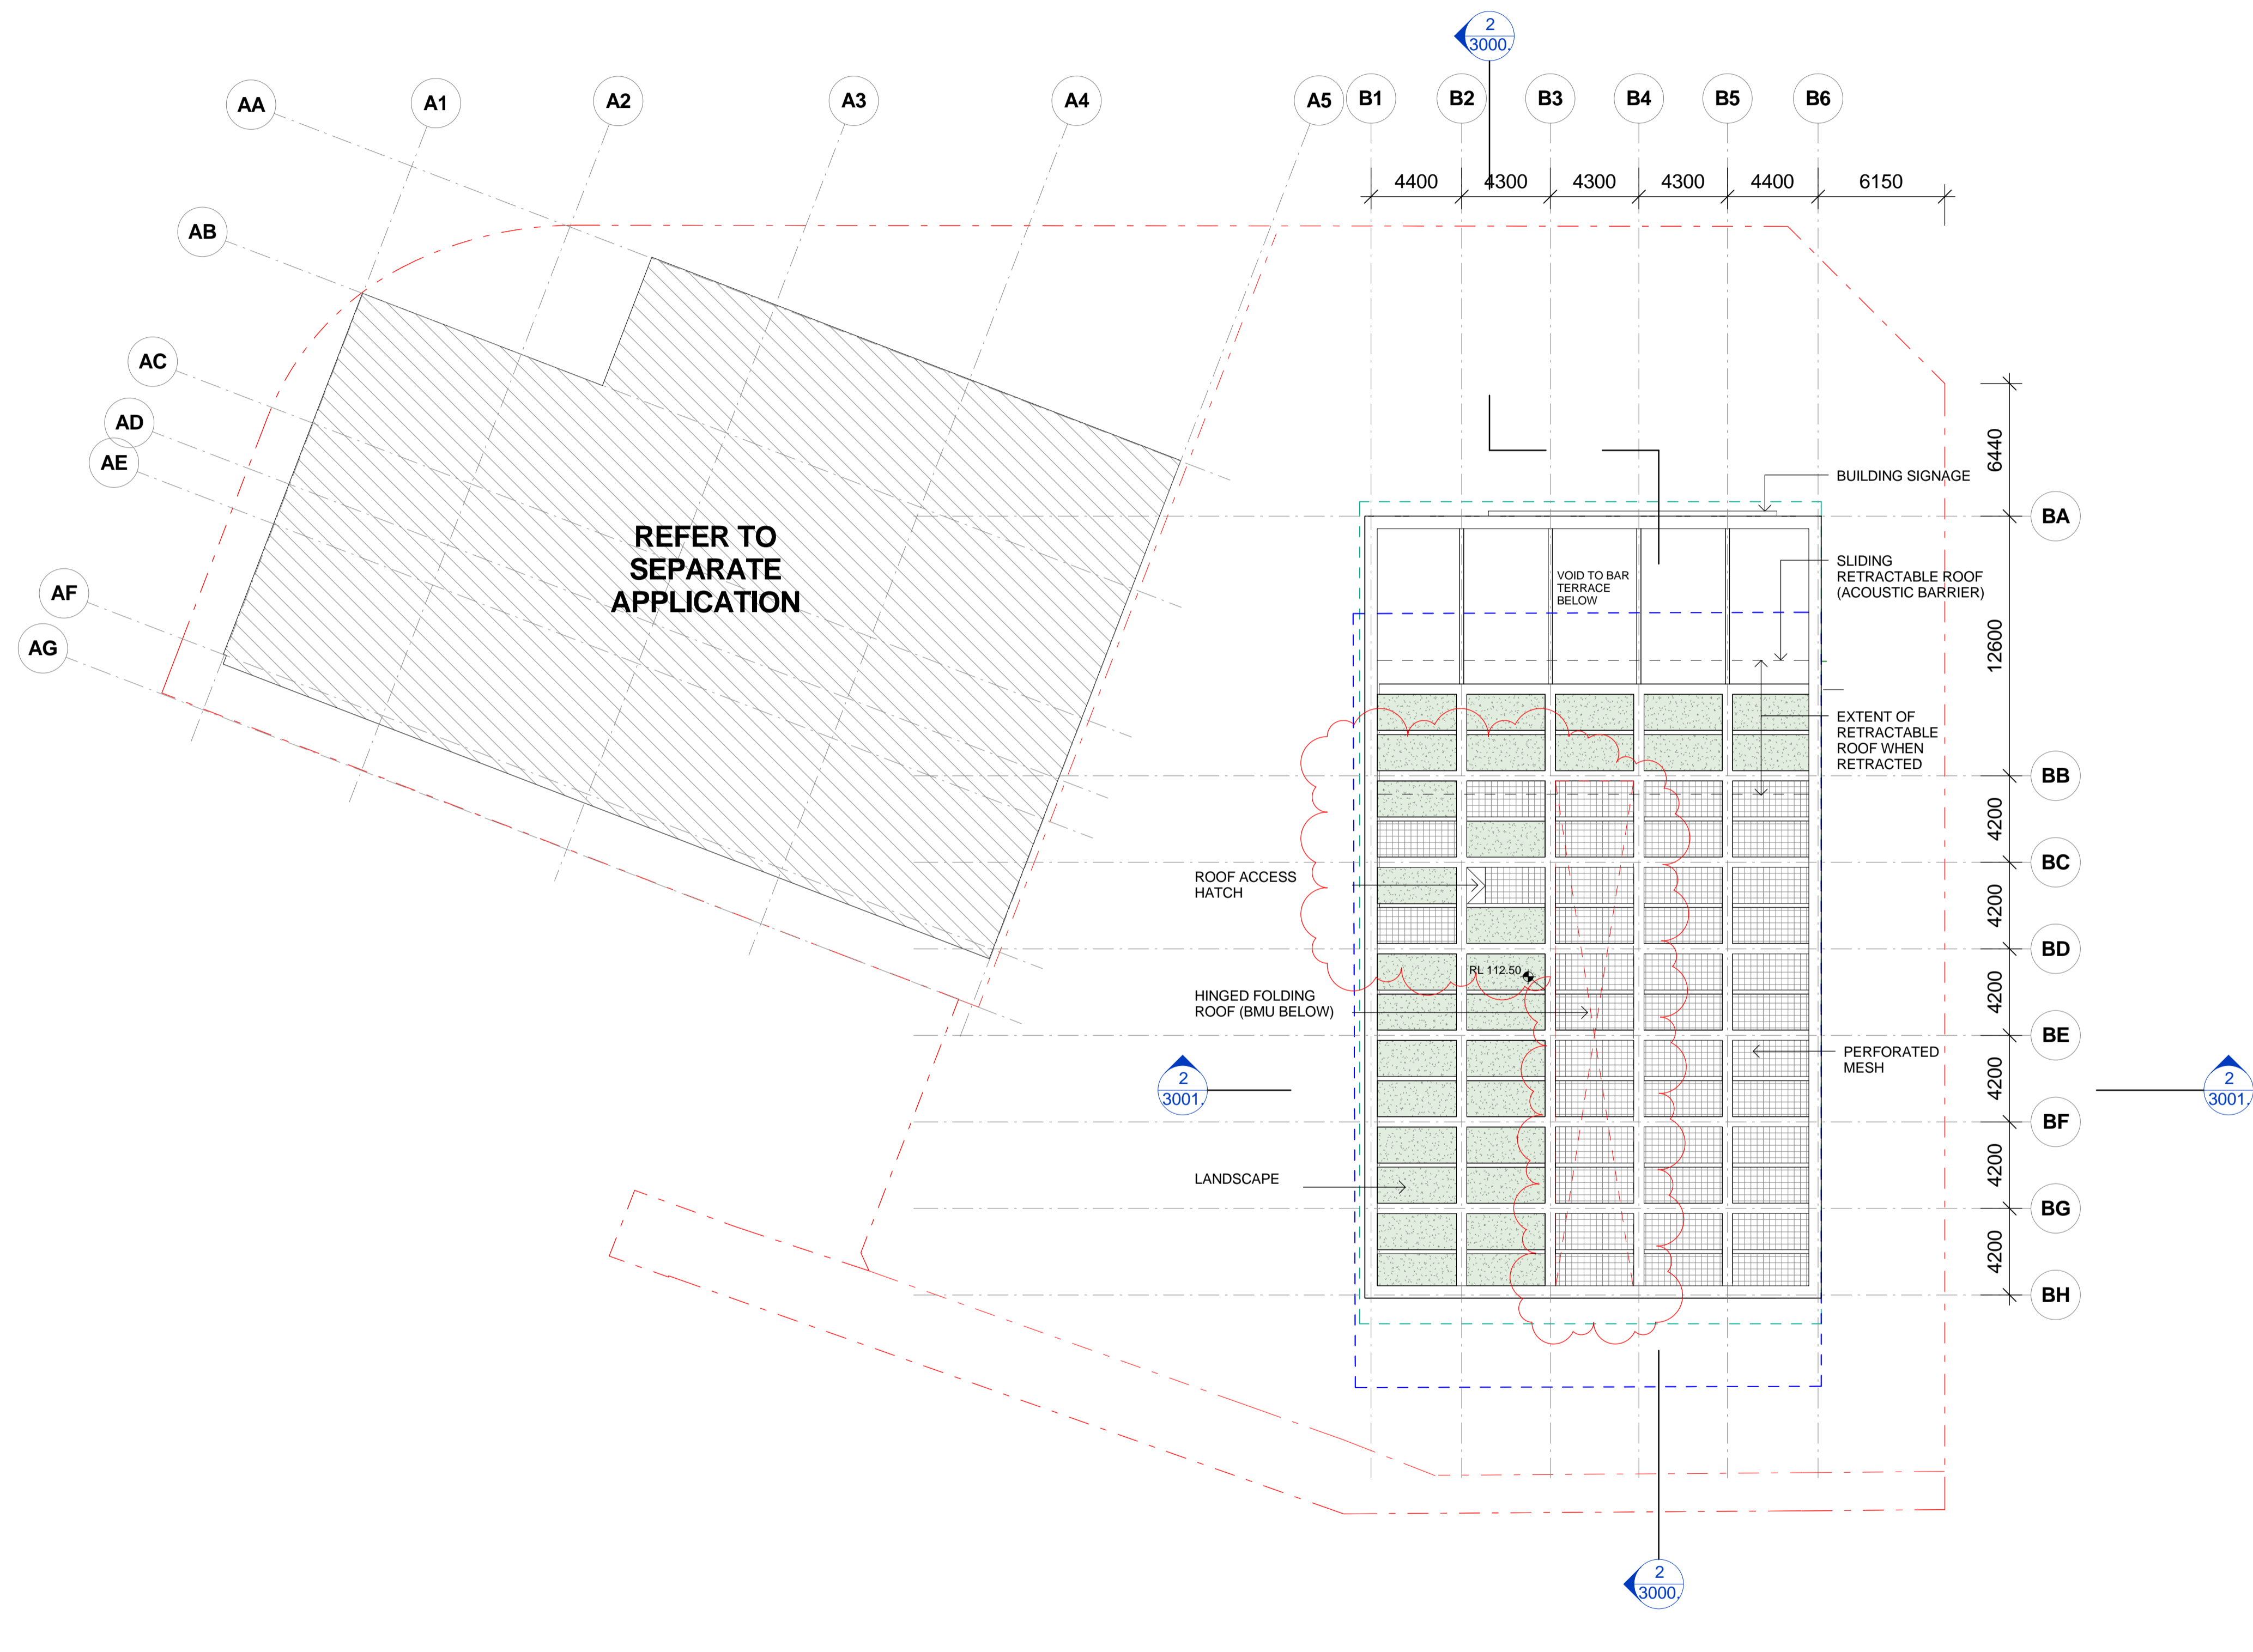 2
3000.
AA
A1
A2
A3
A4
A5
B1
B2
B3
B4
B5
B6
4400
4300
4300
4300
4400
6150
AB
AC
AD
AE
AF
AG
REFER TO
SEPARATE
APPLICATION
6440
BUILDING SIGNAGE
BA
SLIDING
RETRACTABLE ROOF
(ACOUSTIC BARRIER)
VOID TO BAR
TERRACE
BELOW
12600
EXTENT OF
RETRACTABLE
ROOF WHEN
RETRACTED
BB
4200
BC
ROOF ACCESS
HATCH
4200
BD
RL 112.50
HINGED FOLDING
ROOF (BMU BELOW)
4200
BE
PERFORATED
MESH
2
3001.
4200
2
3001.
BF
LANDSCAPE
4200
BG
4200
BH
2
3000.